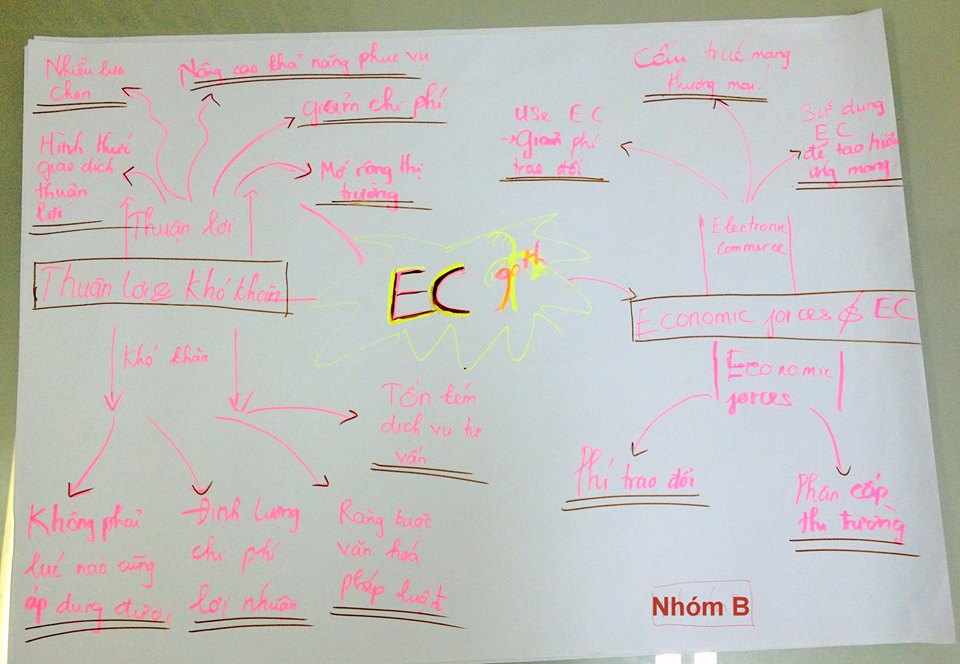 Nhiều lựa
chọn
Nâng cao khả năng phục vụ
giảm chi phí
Mở rộng thị
trường
Hình thức
giao dịch
thuận
lợi
Thuận lợi
Thuận lợi & Khó khăn
Khó khăn
Tốn kém
dịch vụ tư
vấn
Không phải
lúc nào cũng
áp dụng được
Định lượng
chi phí
lợi nhuận
Ràng buộc
văn hoá
pháp luật
EC
Cấu trúc mạng
thương mại.
Use EC
→ Giảm phí
trao đổi
Sử dụng
EC
để tạo hiệu
ứng mạng.
Electronic
Commerce
Economic forces & EC
Economic
forces
Phí trao đổi
Phân cấp
thị trường
Nhóm B